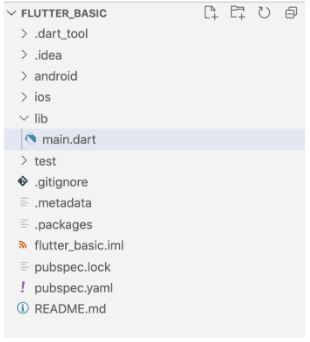 FLUTTER_BASIC
.dart_tool
.idea
android
ios
lib
main.dart
test
.gitignore
.metadata
.packages
flutter_basic.iml
pubspec.lock
pubspec.yaml
README.md